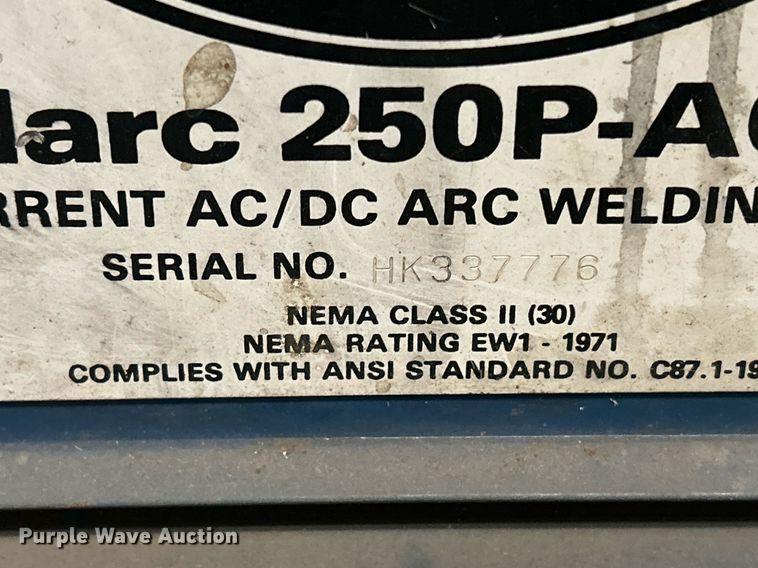 larc 250P-A
RRENT AC/DC ARC WELDIN
SERIAL NO. HK337776
NEMA CLASS II (30)
NEMA RATING EW1 - 1971
COMPLIES WITH ANSI STANDARD NO. C87.1-19
Purple Wave Auction